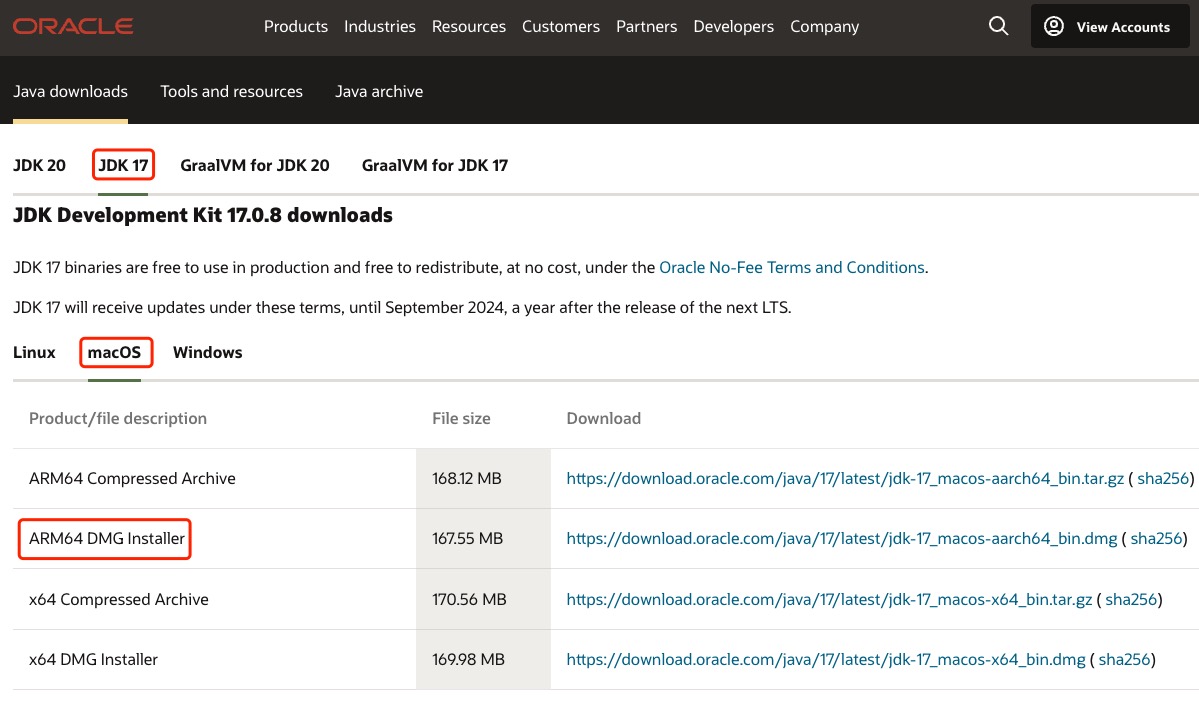 ORACLE Products Industries Resources Customers Partners Developers Company View Accounts
Java downloads Tools and resources Java archive
JDK 20 JDK 17 GraalVM for JDK 20 GraalVM for JDK 17
JDK Development Kit 17.0.8 downloads
JDK 17 binaries are free to use in production and free to redistribute, at no cost, under the Oracle No-Fee Terms and Conditions.
JDK 17 will receive updates under these terms, until September 2024, a year after the release of the next LTS.
Linux macOS Windows
Product/file description File size Download
ARM64 Compressed Archive 168.12 MB https://download.oracle.com/java/17/latest/jdk-17_macos-aarch64_bin.tar.gz ( sha256)
ARM64 DMG Installer 167.55 MB https://download.oracle.com/java/17/latest/jdk-17_macos-aarch64_bin.dmg ( sha256)
x64 Compressed Archive 170.56 MB https://download.oracle.com/java/17/latest/jdk-17_macos-x64_bin.tar.gz ( sha256)
x64 DMG Installer 169.98 MB https://download.oracle.com/java/17/latest/jdk-17_macos-x64_bin.dmg ( sha256)